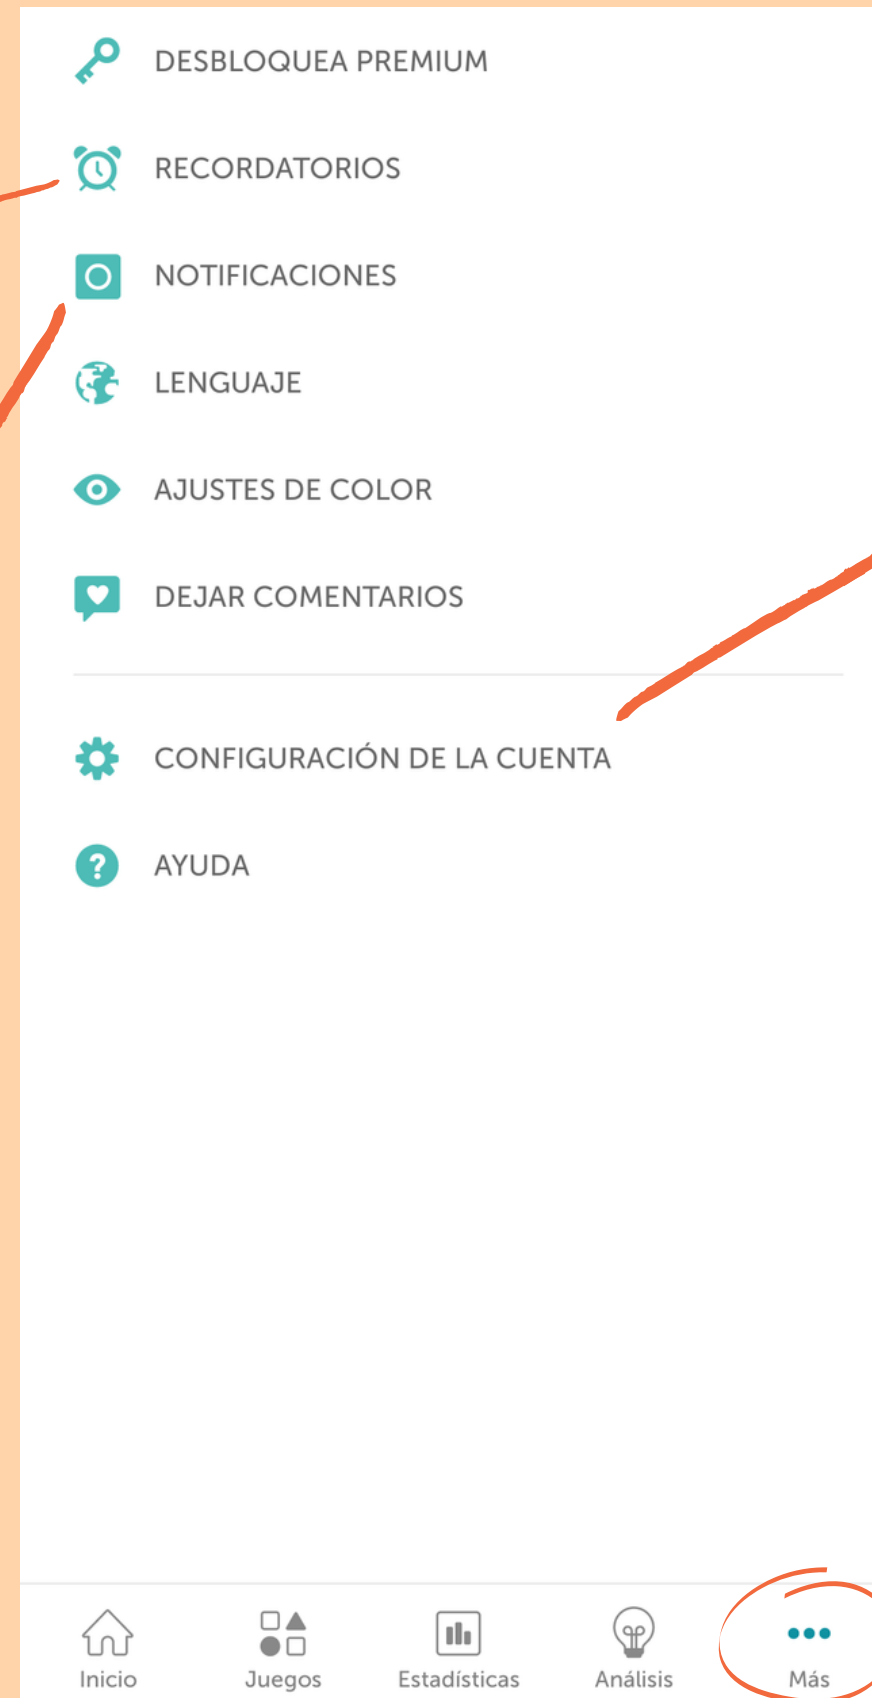 DESBLOQUEA PREMIUM
RECORDATORIOS
NOTIFICACIONES
LENGUAJE
AJUSTES DE COLOR
DEJAR COMENTARIOS
CONFIGURACIÓN DE LA CUENTA
AYUDA
Inicio Juegos Estadísticas Análisis Más